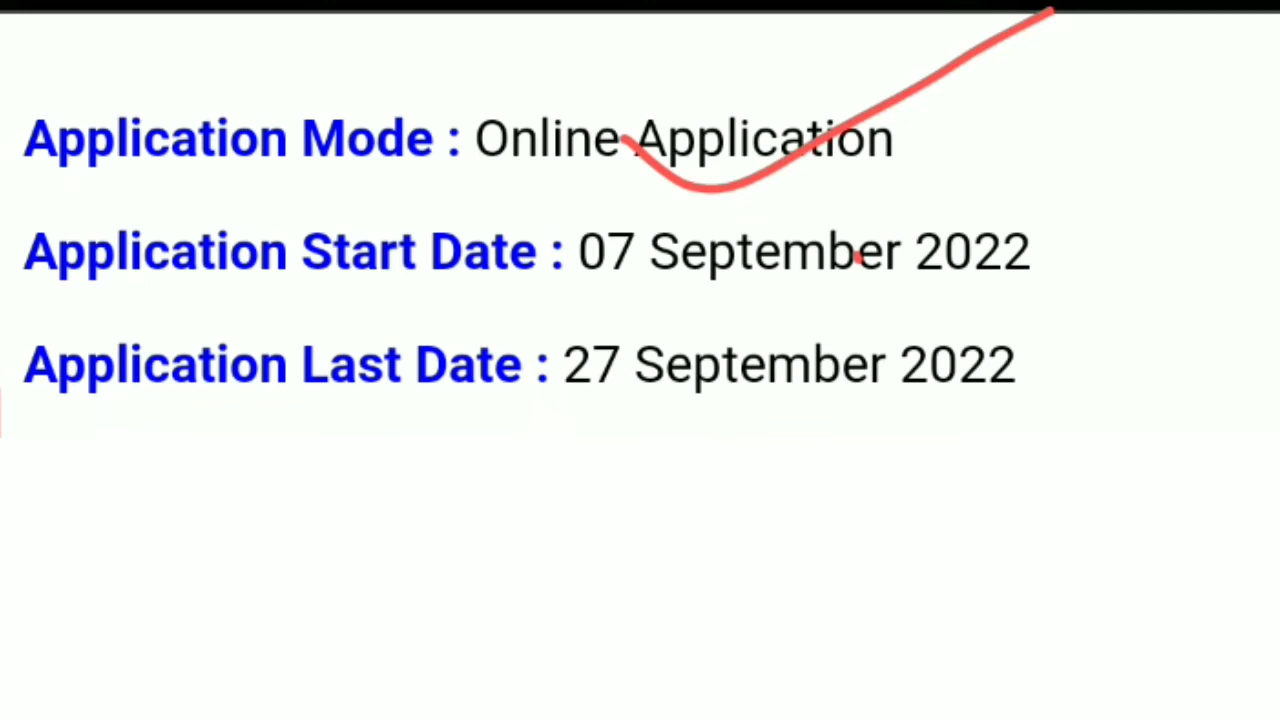 Application Mode : Online Application
Application Start Date : 07 September 2022
Application Last Date : 27 September 2022